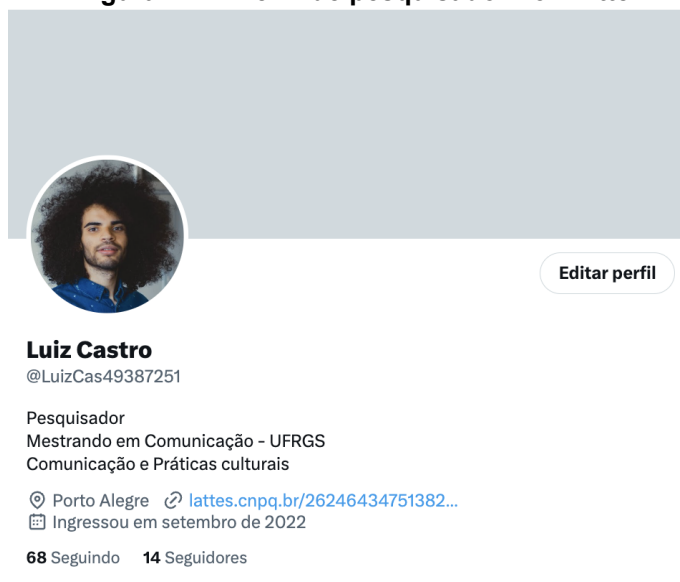 Editar perfil
Luiz Castro
@LuizCas49387251
Pesquisador
Mestrando em Comunicação - UFRGS
Comunicação e Práticas culturais
Porto Alegre lattes.cnpq.br/26246434751382...
Ingressou em setembro de 2022
68 Seguindo 14 Seguidores